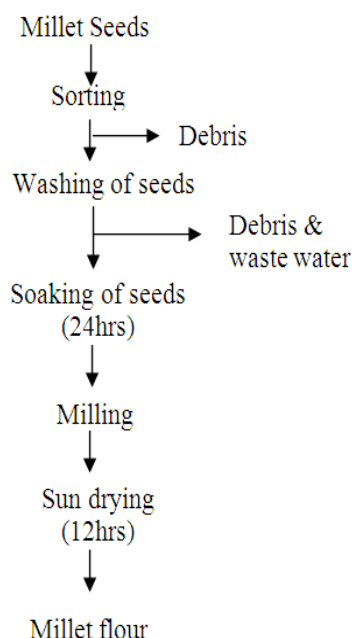 Millet Seeds
Sorting
Debris
Washing of seeds
Debris &
waste water
Soaking of seeds
(24hrs)
Milling
Sun drying
(12hrs)
Millet flour